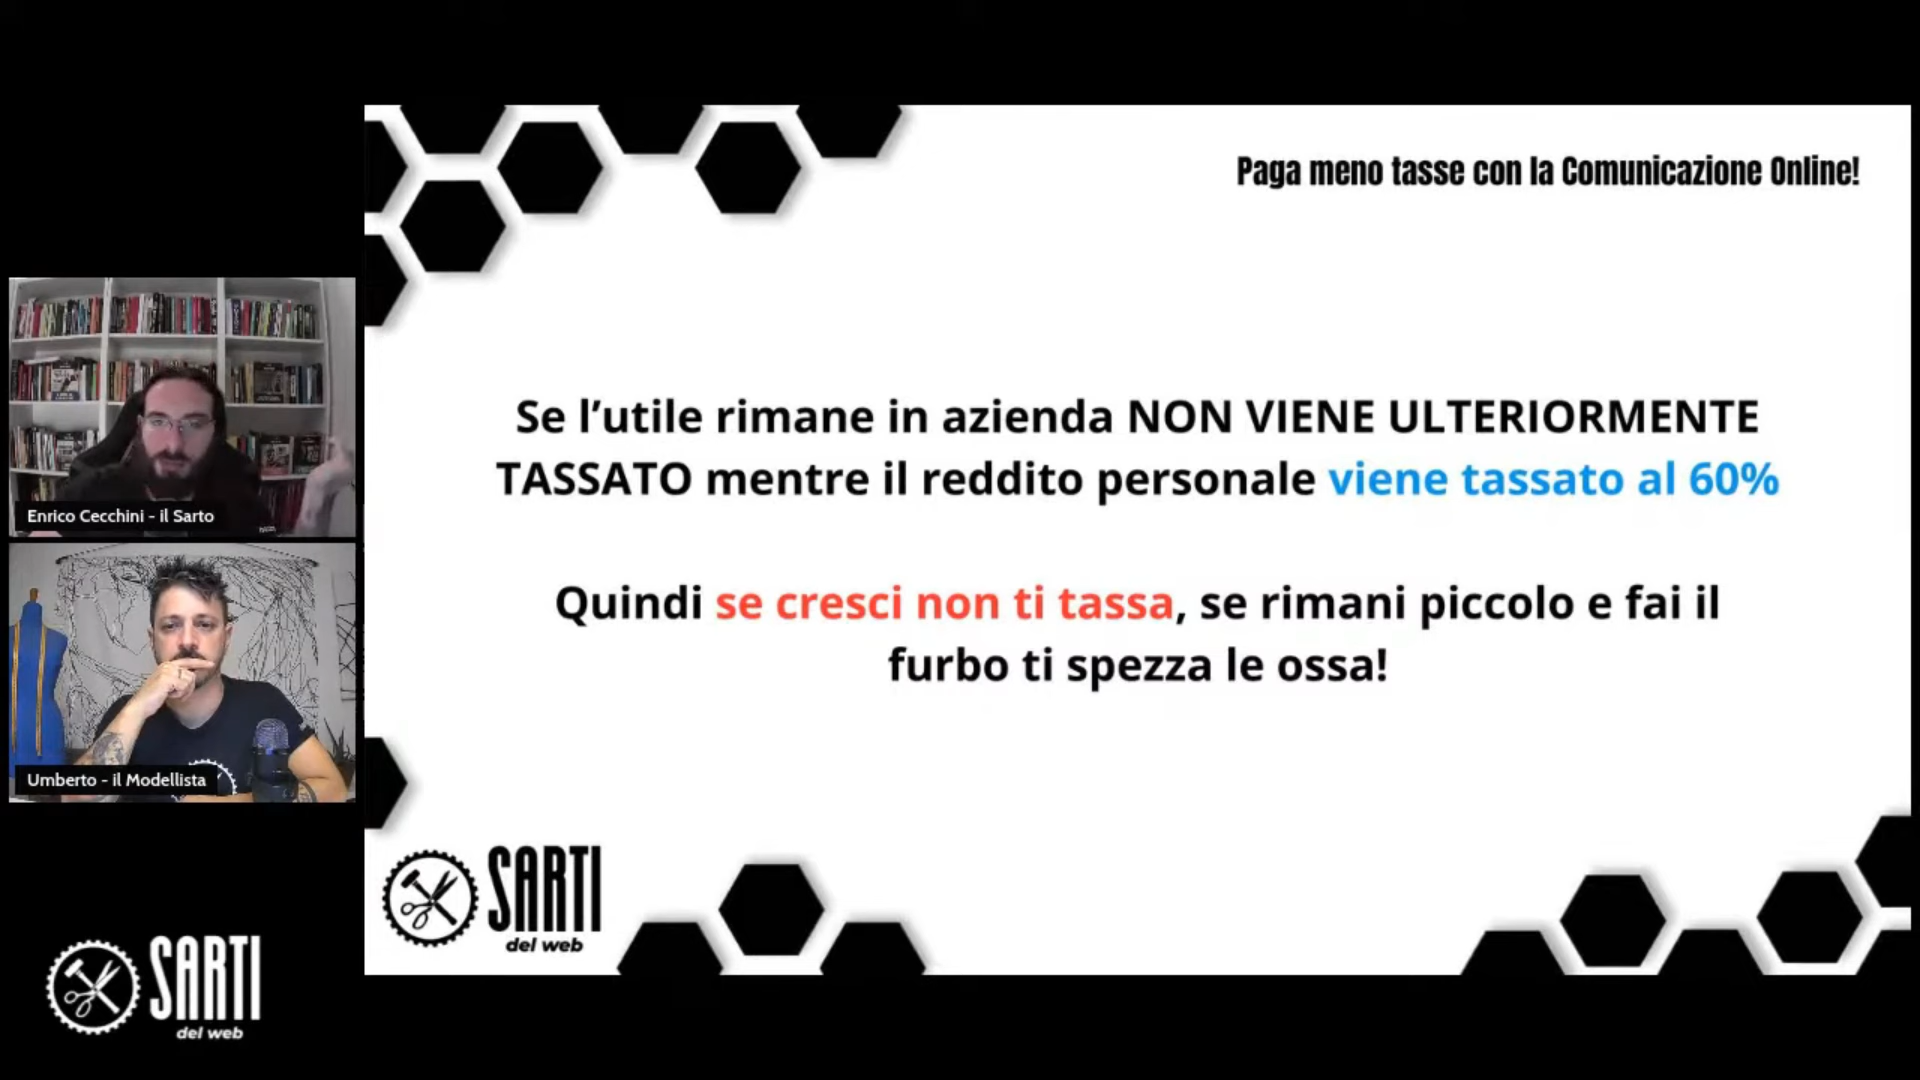 Paga meno tasse con la Comunicazione Online!
Se l’utile rimane in azienda NON VIENE ULTERIORMENTE
TASSATO mentre il reddito personale viene tassato al 60%
Quindi se cresci non ti tassa, se rimani piccolo e fai il
furbo ti spezza le ossa!
Enrico Cecchini - il Sarto
Umberto - il Modellista
SARTI
del web
SARTI
del web